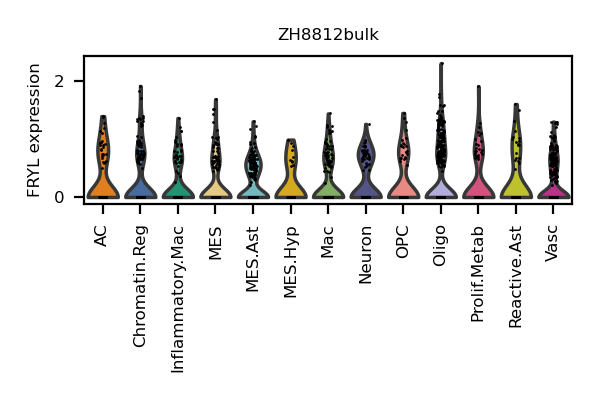 ZH8812bulk
FRYL expression
2
0
AC
Chromatin.Reg
Inflammatory.Mac
MES
MES.Ast
MES.Hyp
Mac
Neuron
OPC
Oligo
Prolif.Metab
Reactive.Ast
Vasc